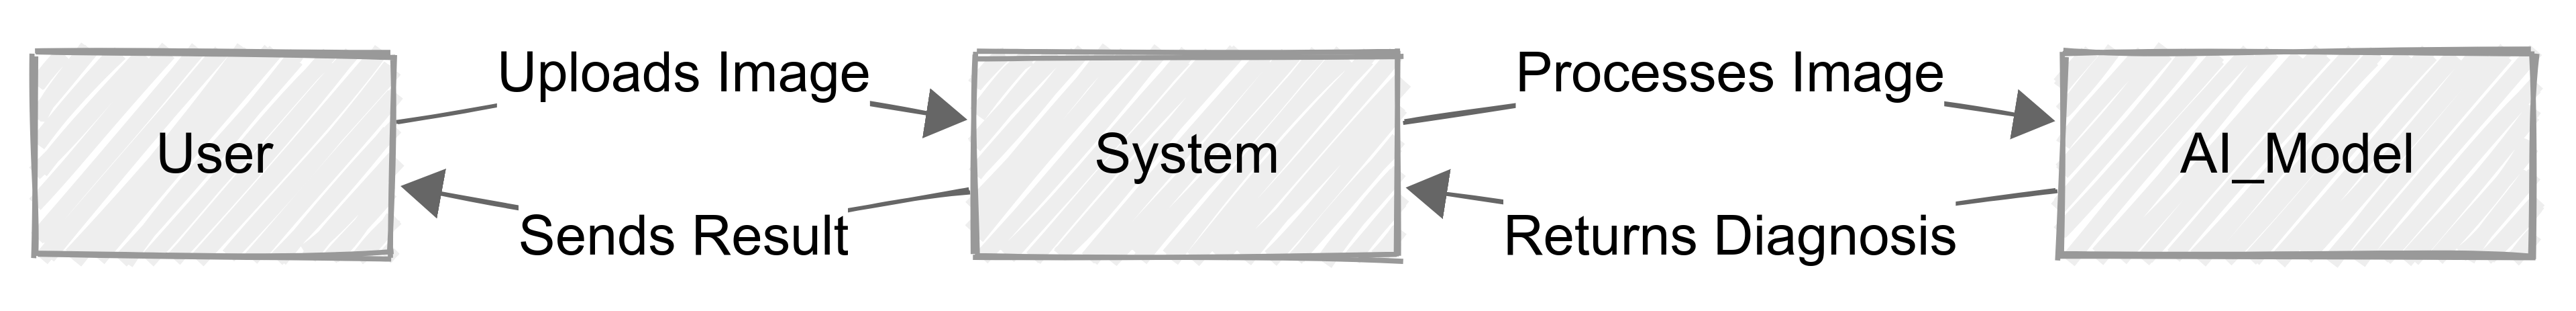 Uploads Image
Processes Image
User
System
AI_Model
Sends Result
Returns Diagnosis